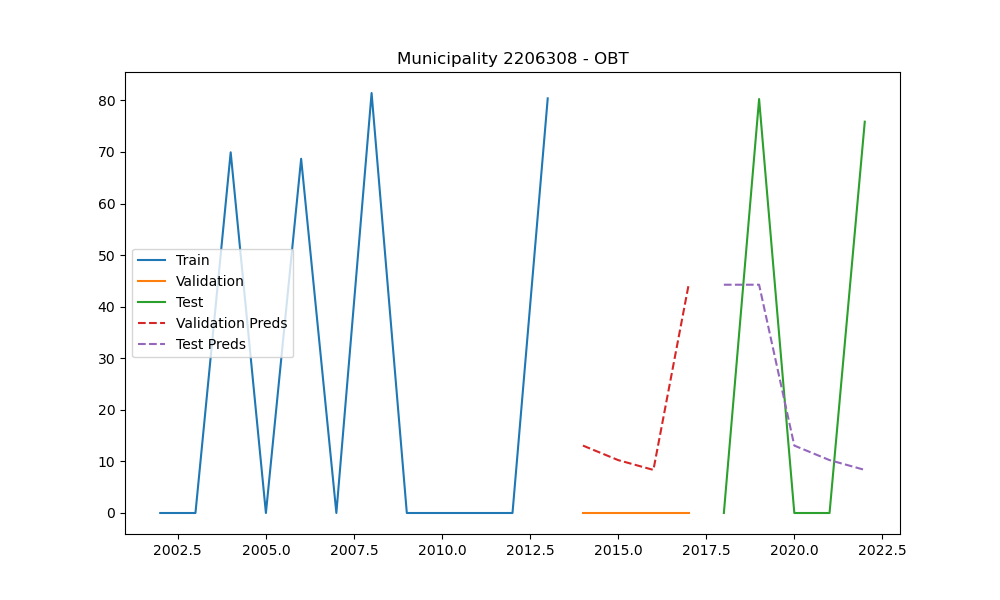 Municipality 2206308 - OBT
80
70
60
50
40
30
20
10
0
Train
Validation
Test
Validation Preds
Test Preds
2002.5 2005.0 2007.5 2010.0 2012.5 2015.0 2017.5 2020.0 2022.5